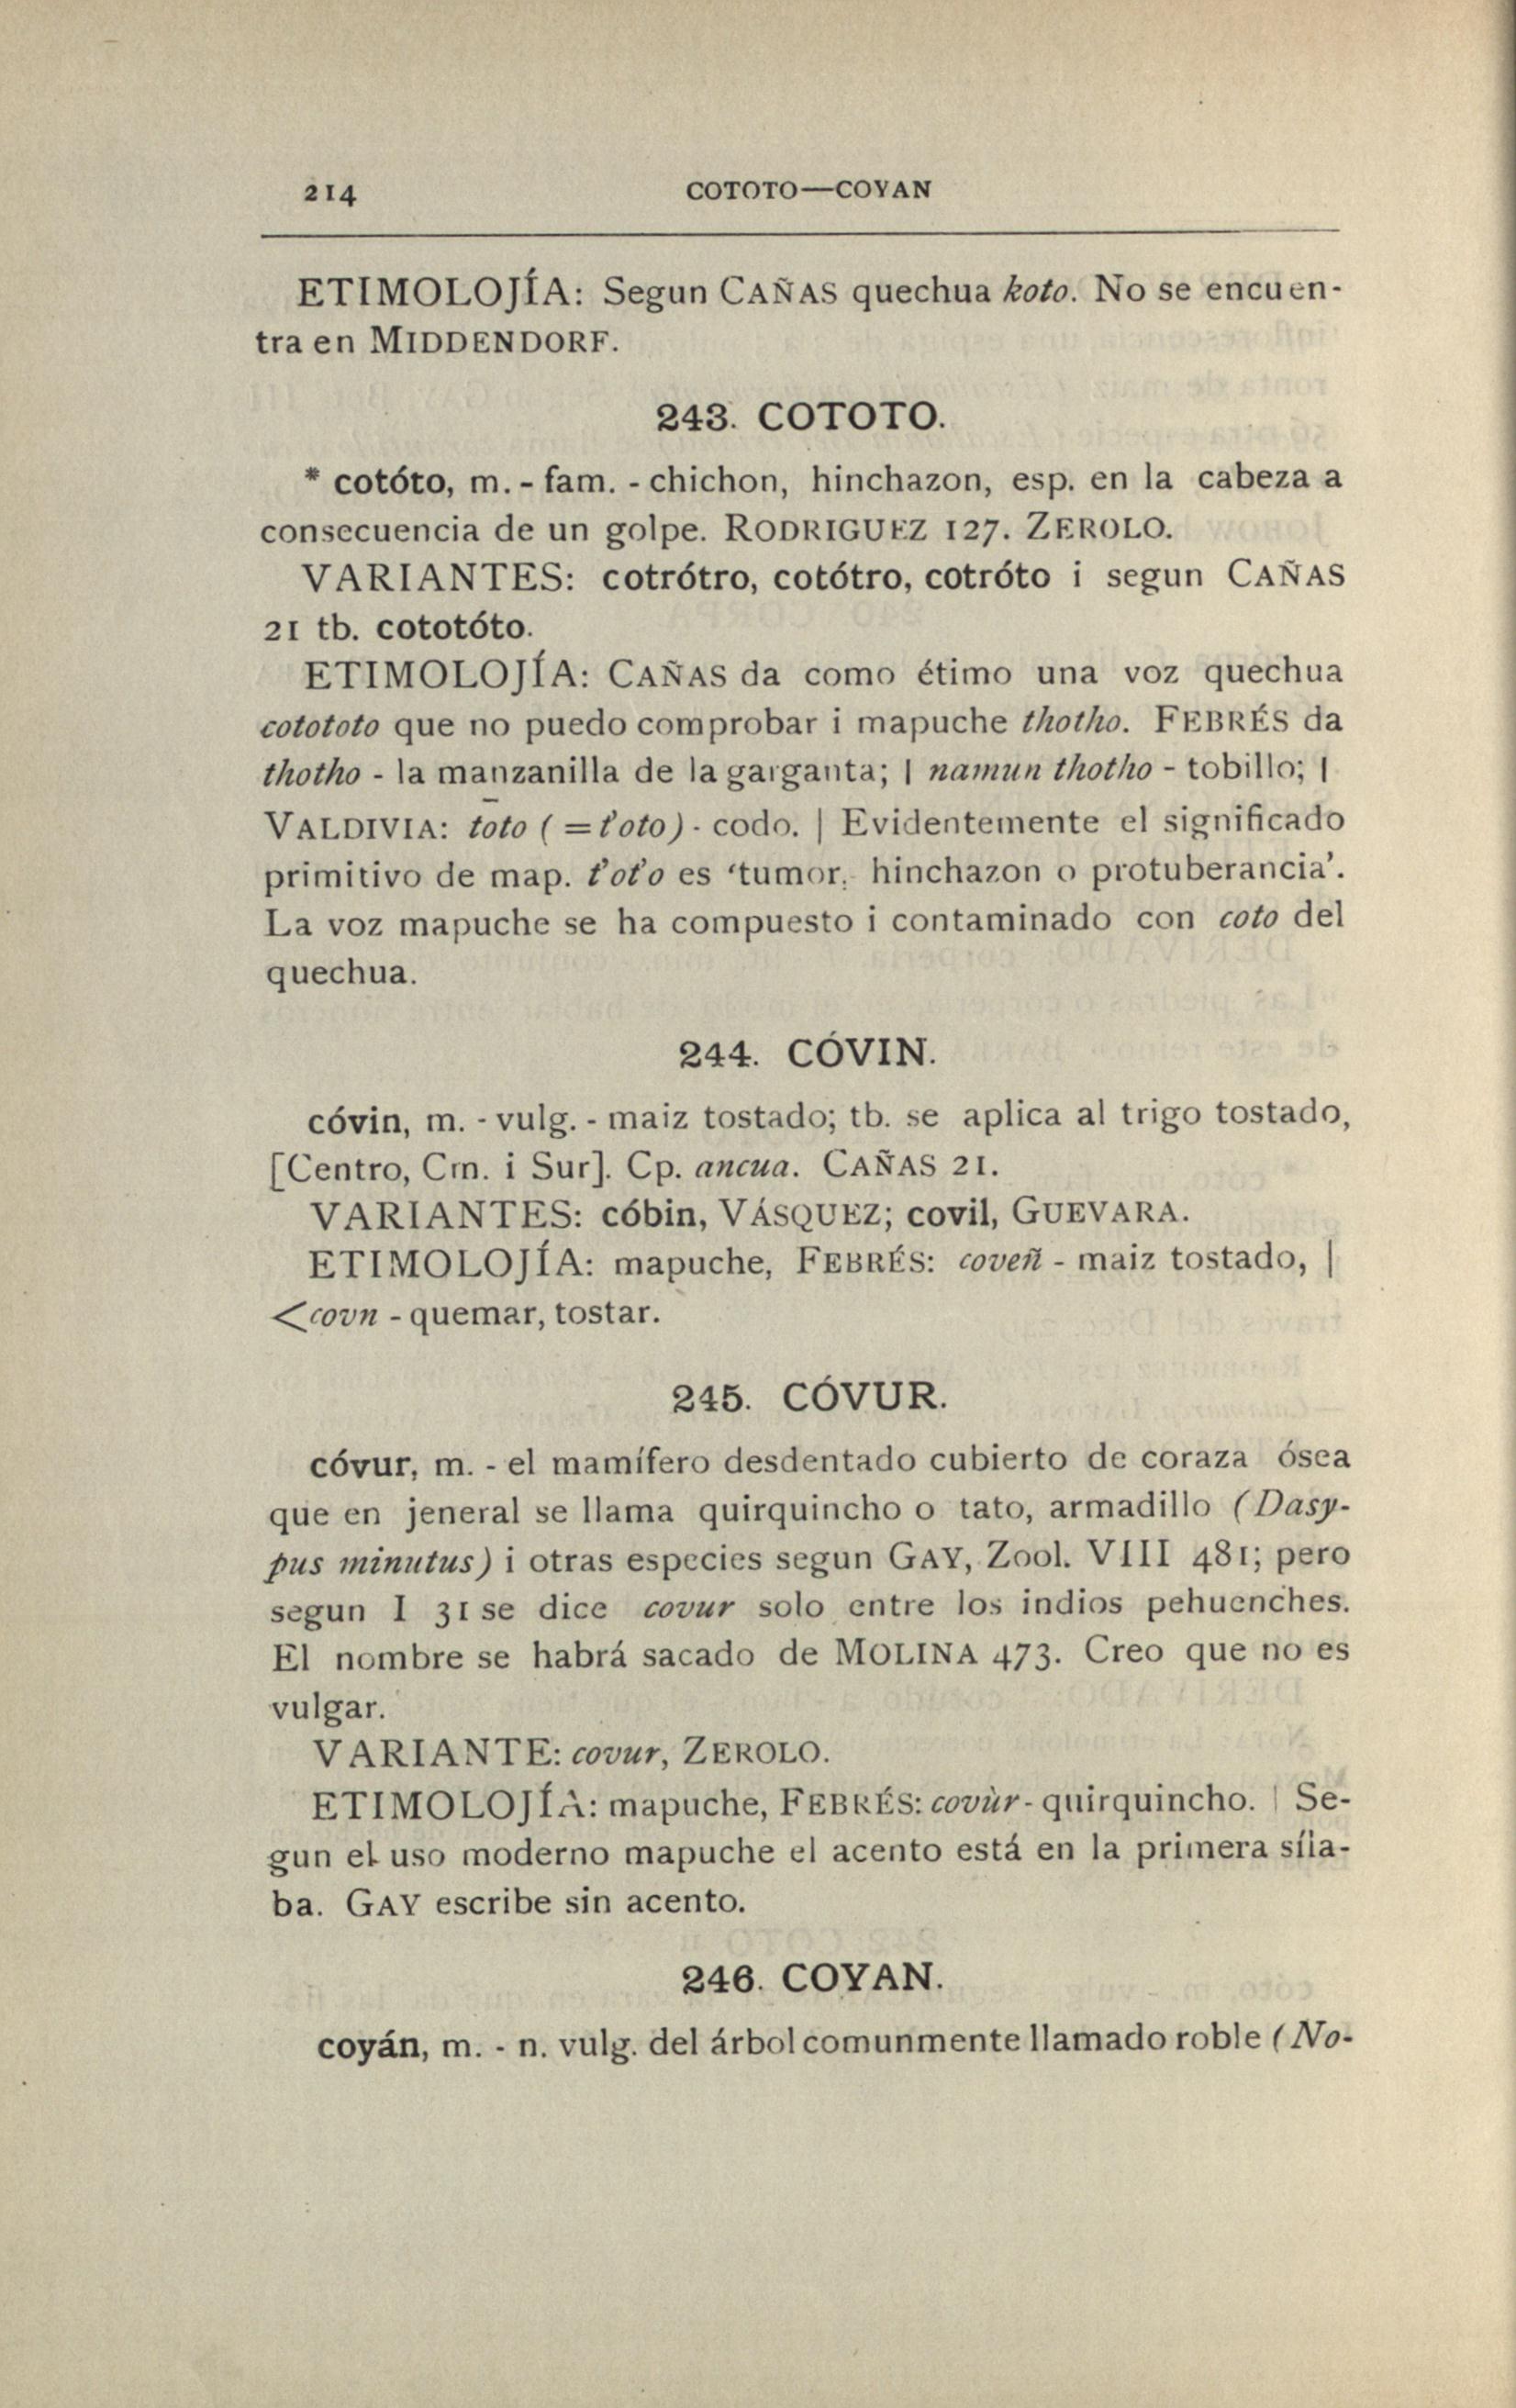 214 COTOTO—COYAN
ETIMOLOJÍA: Segun CAÑAS quechua koto. No se encuen-
tra en MIDDENDORF.
243. COTOTO.
* cotóto, m. - fam. - chichon, hinchazon, esp. en la cabeza a
consecuencia de un golpe. RODRIGUEZ 127. ZEROLO.
VARIANTES: cotrótro, cotótro, cotróto i segun CAÑAS
21 tb. cototóto.
ETIMOLOJÍA: CAÑAS da como étimo una voz quechua
cotototo que no puedo comprobar i mapuche thotho. FEBRÉS da
thotho - la manzanilla de la garganta; | namun thotho - tobillo; |
VALDIVIA: toto (=t'oto) - codo. | Evidentemente el significado
primitivo de map. t'ot'o es ‘tumor, hinchazon o protuberancia’.
La voz mapuche se ha compuesto i contaminado con coto del
quechua.
244. CÓVIN.
cóvin, m. - vulg. - maiz tostado; tb. se aplica al trigo tostado,
[Centro, Cm. i Sur]. Cp. ancua. CAÑAS 21.
VARIANTES: cóbin, VÁSQUEZ; covil, GUEVARA.
ETIMOLOJÍA: mapuche, FEBRÉS: coveñ - maiz tostado, |
<covn - quemar, tostar.
245. CÓVUR.
cóvur, m. - el mamífero desdentado cubierto de coraza ósea
que en jeneral se llama quirquincho o tato, armadillo (Dasy-
pus minutus) i otras especies segun GAY, Zool. VIII 481; pero
segun I 31 se dice covur solo entre los indios pehuenches.
El nombre se habrá sacado de MOLINA 473. Creo que no es
vulgar.
VARIANTE: covur, ZEROLO.
ETIMOLOJÍA: mapuche, FEBRÉS: covùr - quirquincho. | Se-
gun el uso moderno mapuche el acento está en la primera síla-
ba. GAY escribe sin acento.
246. COYAN.
coyán, m. - n. vulg. del árbol comunmente llamado roble (No-